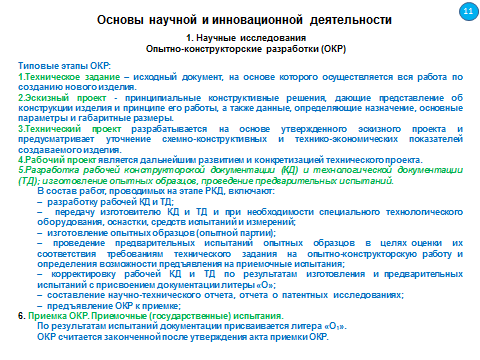 11
Основы научной и инновационной деятельности
1. Научные исследования
Опытно-конструкторские разработки (ОКР)
Типовые этапы ОКР:
1.Техническое задание – исходный документ, на основе которого осуществляется вся работа по
созданию нового изделия.
2.Эскизный проект - принципиальные конструктивные решения, дающие представление об
конструкции изделия и принципе его работы, а также данные, определяющие назначение, основные
параметры и габаритные размеры.
3.Технический проект разрабатывается на основе утвержденного эскизного проекта и
предусматривает уточнение схемно-конструктивных и технико-экономических показателей
создаваемого изделия.
4.Рабочий проект является дальнейшим развитием и конкретизацией технического проекта.
5.Разработка рабочей конструкторской документации (КД) и технологической документации
(ТД); изготовление опытных образцов, проведение предварительных испытаний.
В состав работ, проводимых на этапе РКД, включают:
– разработку рабочей КД и ТД;
– передачу изготовителю КД и ТД и при необходимости специального технологического
оборудования, оснастки, средств испытаний и измерений;
– изготовление опытных образцов (опытной партии);
– проведение предварительных испытаний опытных образцов в целях оценки их
соответствия требованиям технического задания на опытно-конструкторскую работу и
определения возможности предъявления на приемочные испытания;
– корректировку рабочей КД и ТД по результатам изготовления и предварительных
испытаний с присвоением документации литеры «О»;
– составление научно-технического отчета, отчета о патентных исследованиях;
– предъявление ОКР к приемке;
6. Приемка ОКР. Приемочные (государственные) испытания.
По результатам испытаний документации присваивается литера «О₁».
ОКР считается законченной после утверждения акта приемки ОКР.